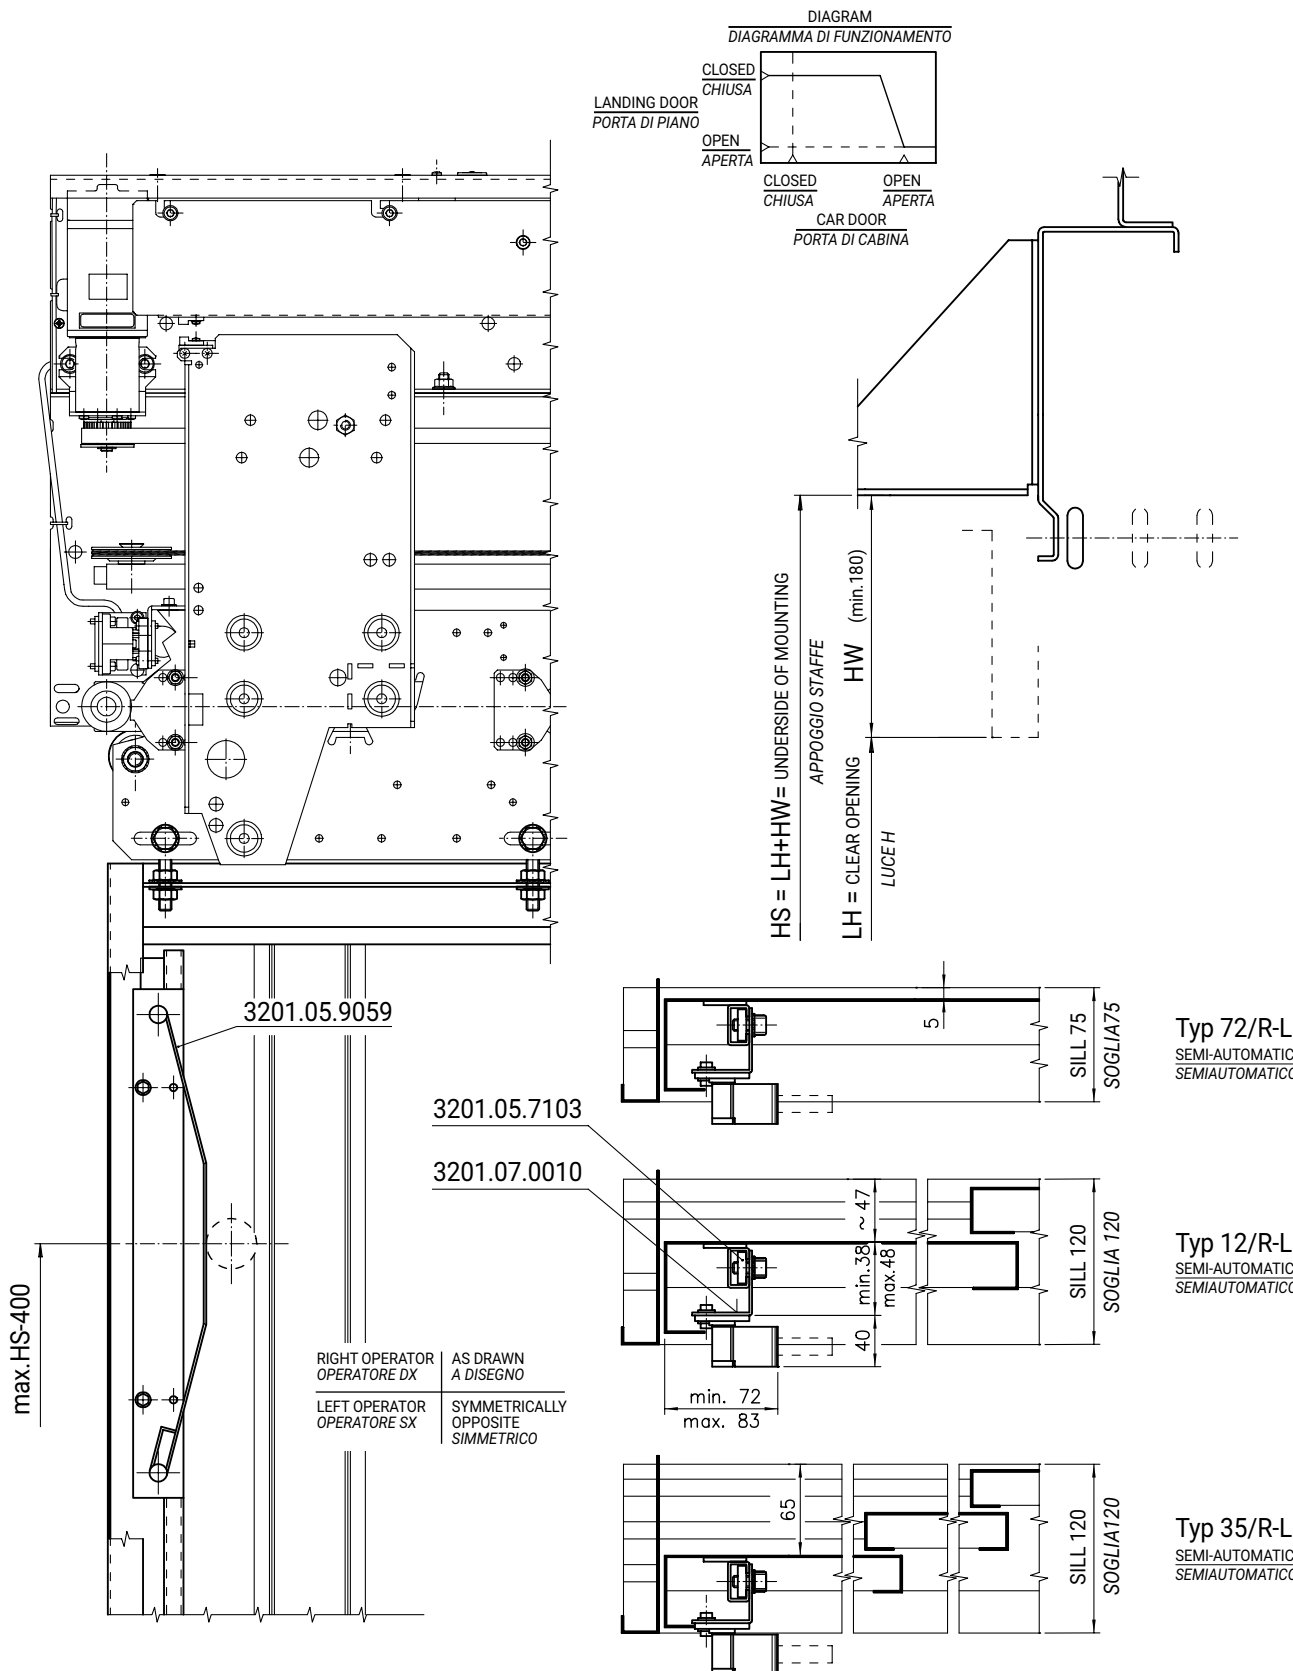 DIAGRAM
DIAGRAMMA DI FUNZIONAMENTO
CLOSED
CHIUSA
LANDING DOOR
PORTA DI PIANO
OPEN
APERTA
CLOSED
CHIUSA
OPEN
APERTA
CAR DOOR
PORTA DI CABINA
HS = LH+HW= UNDERSIDE OF MOUNTING
APPOGGIO STAFFE
HW (min.180)
LH = CLEAR OPENING
LUCE H
3201.05.9059
max.HS-400
RIGHT OPERATOR
OPERATORE DX
AS DRAWN
A DISEGNO
LEFT OPERATOR
OPERATORE SX
SYMMETRICALLY
OPPOSITE
SIMMETRICO
5
SILL 75
SOGLIA75
Typ 72/R-L
SEMI-AUTOMATIC
SEMIAUTOMATICO
3201.05.7103
3201.07.0010
~ 47
min.38
max.48
40
min. 72
max. 83
SILL 120
SOGLIA 120
Typ 12/R-L
SEMI-AUTOMATIC
SEMIAUTOMATICO
65
SILL 120
SOGLIA120
Typ 35/R-L
SEMI-AUTOMATIC
SEMIAUTOMATICO